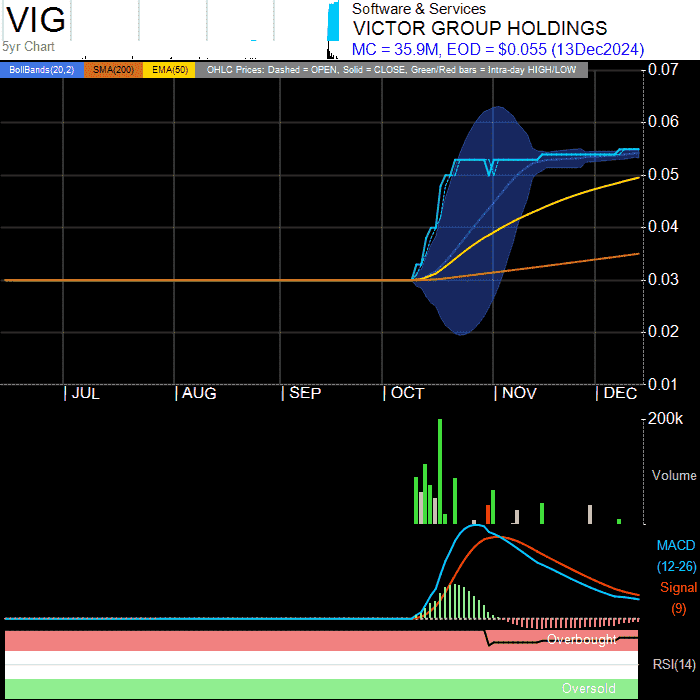 VIG
5yr Chart
Software & Services
VICTOR GROUP HOLDINGS
MC = 35.9M, EOD = $0.055 (13Dec2024)
BollBands(20,2) SMA(200) EMA(50) OHLC Prices: Dashed = OPEN, Solid = CLOSE, Green/Red bars = Intra-day HIGH/LOW
0.07
0.06
0.05
0.04
0.03
0.02
0.01
JUL AUG SEP OCT NOV DEC
200k
Volume
MACD
(12-26)
Signal
(9)
Overbought
RSI(14)
Oversold